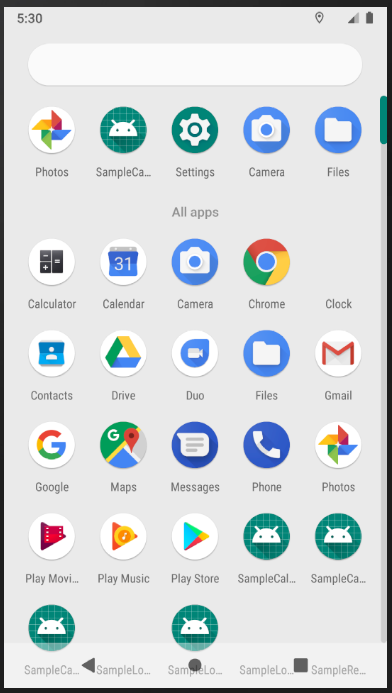 5:30
Photos SampleCa... Settings Camera Files
All apps
31
Calculator Calendar Camera Chrome Clock
Contacts Drive Duo Files Gmail
Google Maps Messages Phone Photos
Play Movi... Play Music Play Store SampleCal... SampleCa...
SampleCa... SampleLo... SampleLo... SampleLo... SampleRe...